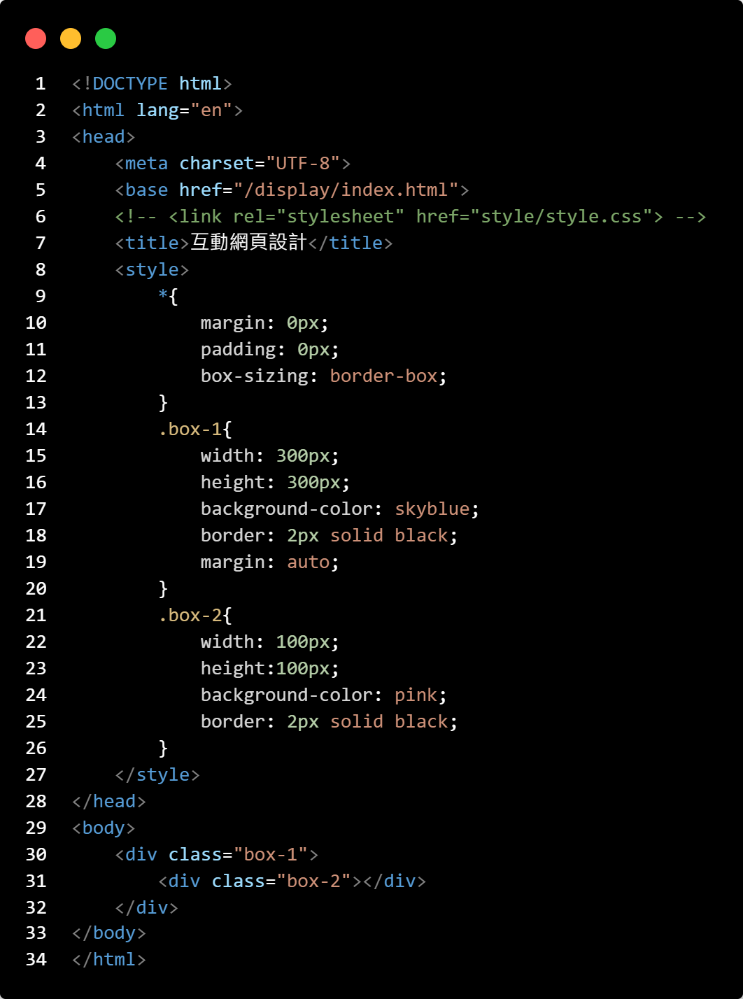 1 <!DOCTYPE html>
2 <html lang="en">
3 <head>
4     <meta charset="UTF-8">
5     <base href="/display/index.html">
6     <!-- <link rel="stylesheet" href="style/style.css"> -->
7     <title>互動網頁設計</title>
8     <style>
9         *{
10             margin: 0px;
11             padding: 0px;
12             box-sizing: border-box;
13         }
14         .box-1{
15             width: 300px;
16             height: 300px;
17             background-color: skyblue;
18             border: 2px solid black;
19             margin: auto;
20         }
21         .box-2{
22             width: 100px;
23             height:100px;
24             background-color: pink;
25             border: 2px solid black;
26         }
27     </style>
28 </head>
29 <body>
30     <div class="box-1">
31         <div class="box-2"></div>
32     </div>
33 </body>
34 </html>